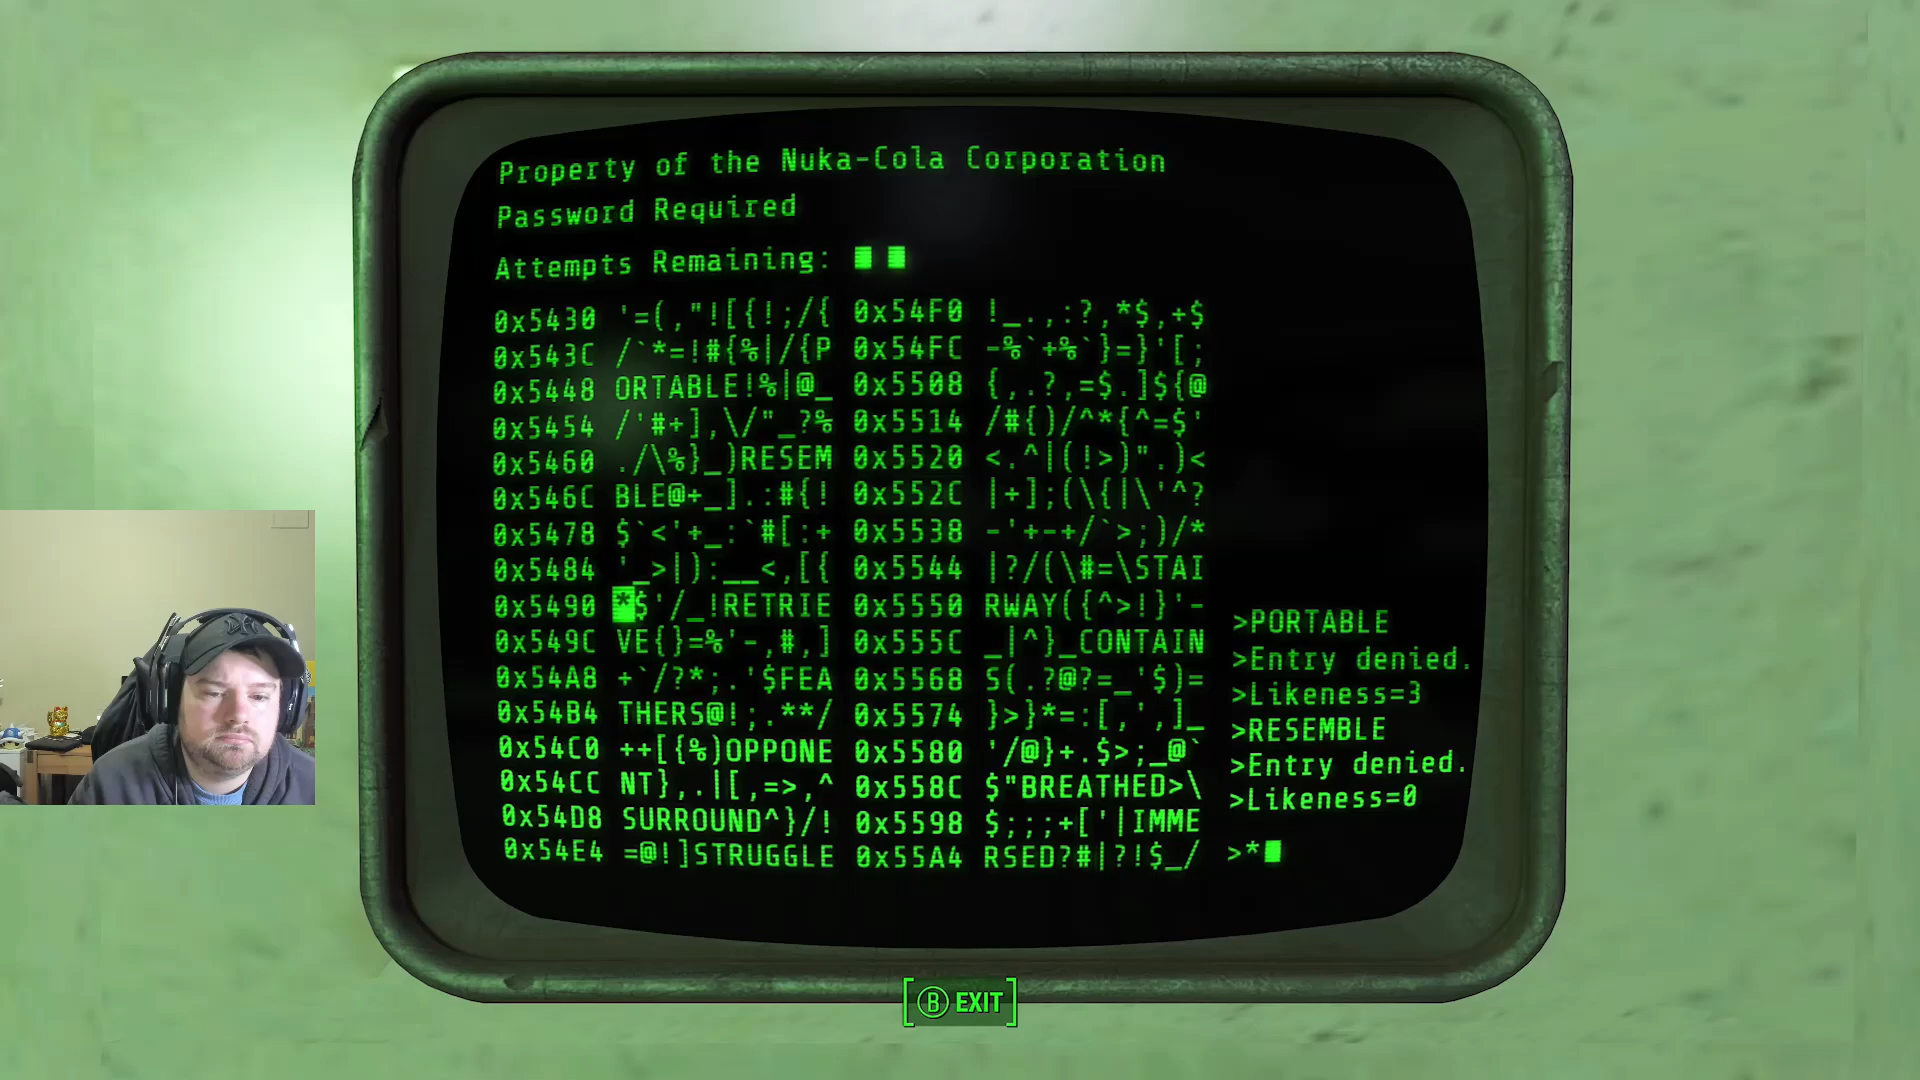 Property of the Nuka-Cola Corporation
Password Required
Attempts Remaining:
0x5430 '=(,"![{!;/{ 0x54F0 !_.,:?,*$,+$
0x543C /`*=!#{%|/{P 0x54FC -%`+%`}=}'[;
0x5448 ORTABLE!%|@_ 0x5508 {,.?,=$.]${@
0x5454 /'#+],\/"_?% 0x5514 /#{)/^*{^=$'
0x5460 ./\%}_)RESEM 0x5520 <.^|(!>)".)<
0x546C BLE@+_].:#{! 0x552C |+];(\{|\'^?
0x5478 $`<'+_:`#[:+ 0x5538 -'+-+/`>;)/*
0x5484 '_>|):__<,[{ 0x5544 |?/(\#=\STAI
0x5490 *$'/_!RETRIE 0x5550 RWAY({^>!}'-
0x549C VE{}=%'-,#,] 0x555C _|^}_CONTAIN
0x54A8 +`/?*;.'$FEA 0x5568 S(.?@?=_'$)=
0x54B4 THERS@!;.**/ 0x5574 }>}*=:[,',]_
0x54C0 ++[{%)OPPONE 0x5580 '/@}+.$>;_@`
0x54CC NT},.|[,=>,^ 0x558C $"BREATHED>\
0x54D8 SURROUND^}/! 0x5598 $;;;+['|IMME
0x54E4 =@!]STRUGGLE 0x55A4 RSED?#|?!$_/
>PORTABLE
>Entry denied.
>Likeness=3
>RESEMBLE
>Entry denied.
>Likeness=0
>*
B EXIT